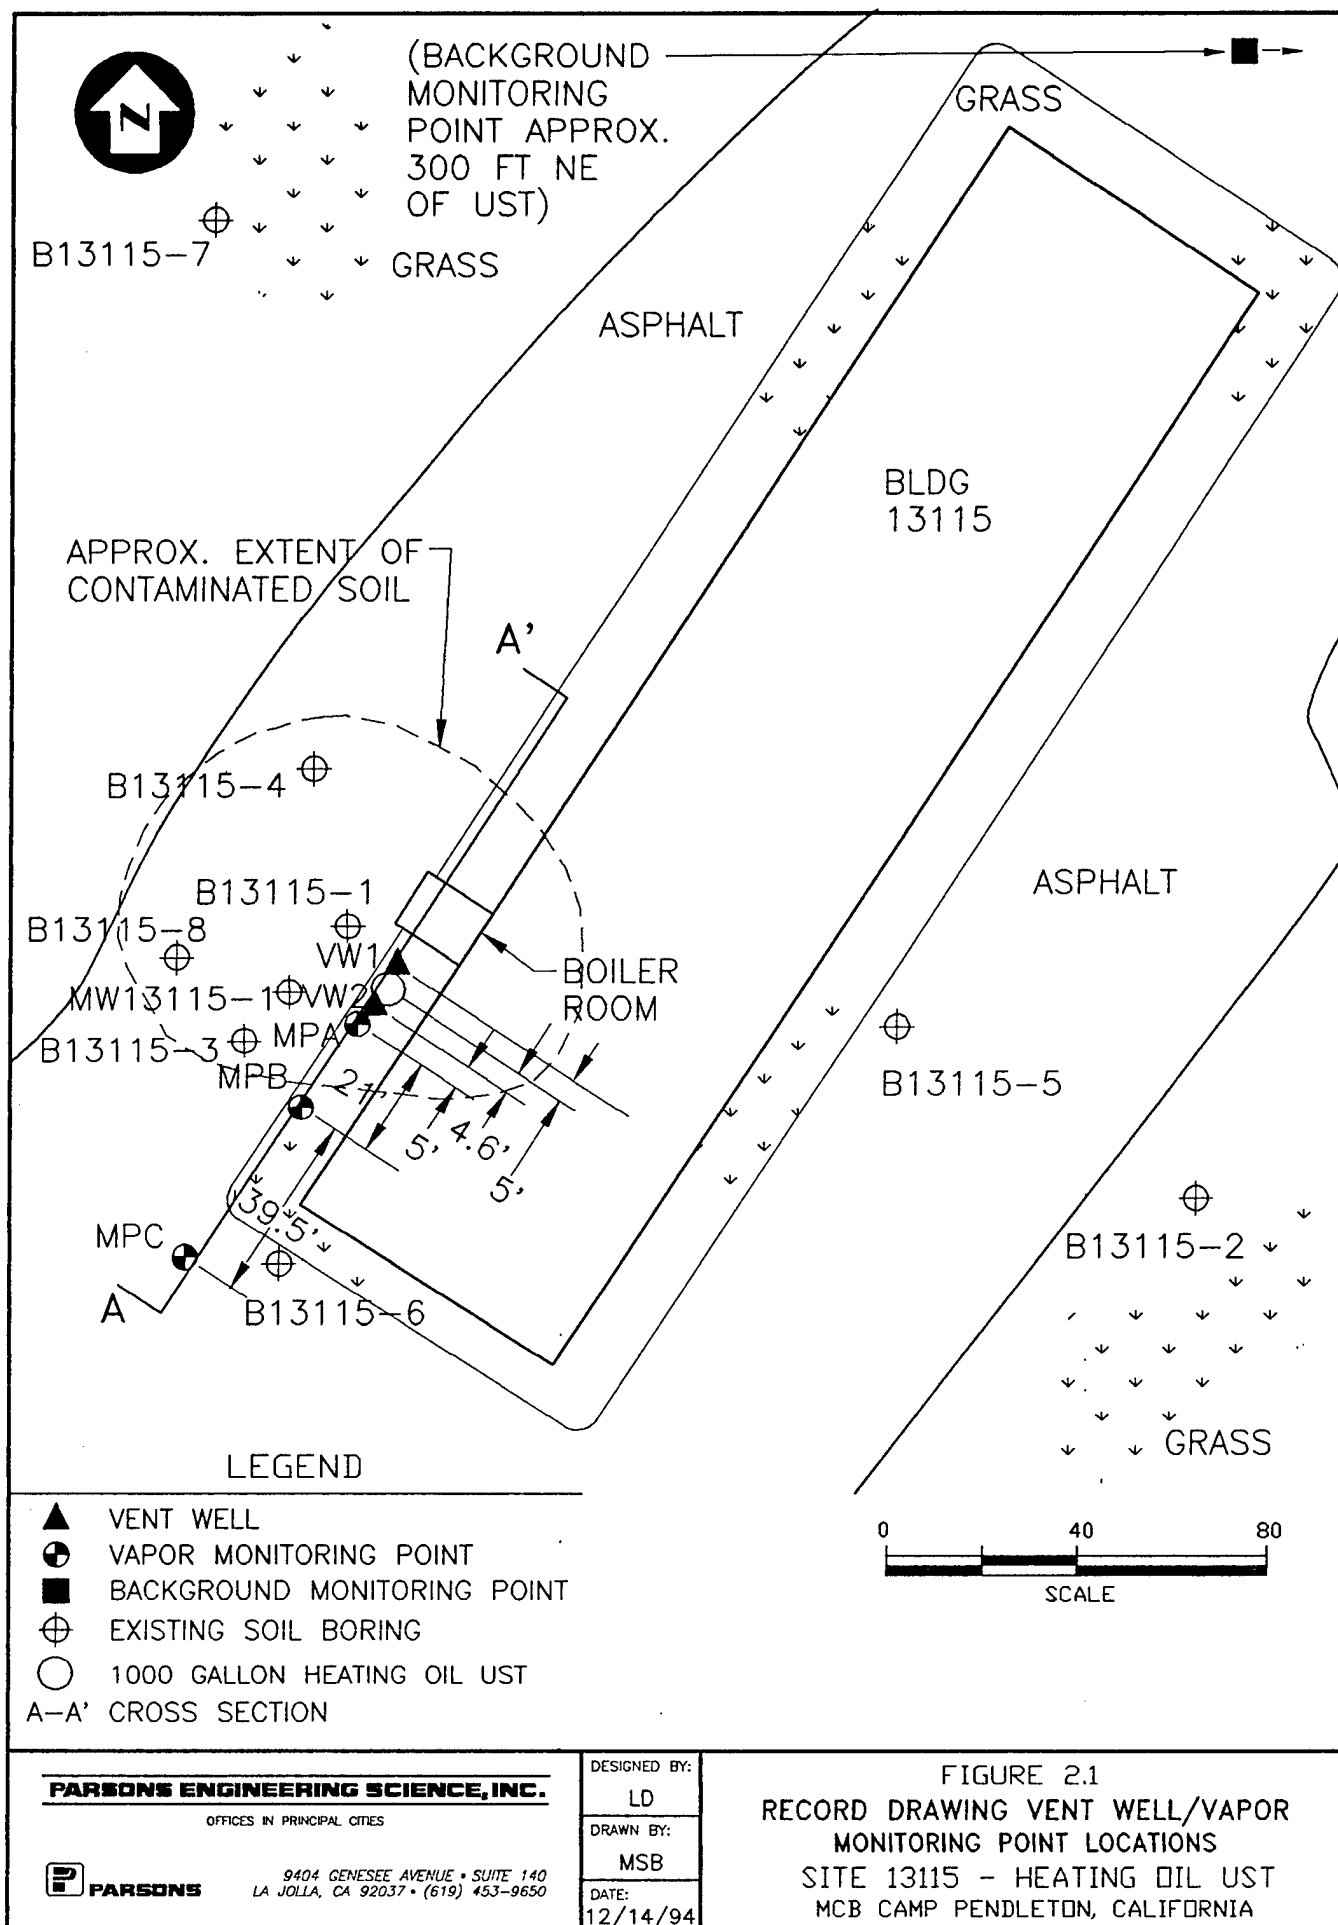 (BACKGROUND
MONITORING
POINT APPROX.
300 FT NE
OF UST)
N
GRASS
B13115-7
GRASS
ASPHALT
BLDG
13115
APPROX. EXTENT OF
CONTAMINATED SOIL
A'
B13115-4
ASPHALT
B13115-1
B13115-8
VW1
BOILER
ROOM
MW13115-1
VW2
MPA
B13115-3
MPB
21'
B13115-5
5'
4.6'
5'
39.5'
MPC
B13115-2
A
B13115-6
GRASS
LEGEND
VENT WELL
VAPOR MONITORING POINT
BACKGROUND MONITORING POINT
EXISTING SOIL BORING
1000 GALLON HEATING OIL UST
A-A' CROSS SECTION
0 40 80
SCALE
PARSONS ENGINEERING SCIENCE, INC.
OFFICES IN PRINCIPAL CITIES
PARSONS
9404 GENESEE AVENUE • SUITE 140
LA JOLLA, CA 92037 • (619) 453-9650
DESIGNED BY:
LD
DRAWN BY:
MSB
DATE:
12/14/94
FIGURE 2.1
RECORD DRAWING VENT WELL/VAPOR
MONITORING POINT LOCATIONS
SITE 13115 - HEATING OIL UST
MCB CAMP PENDLETON, CALIFORNIA